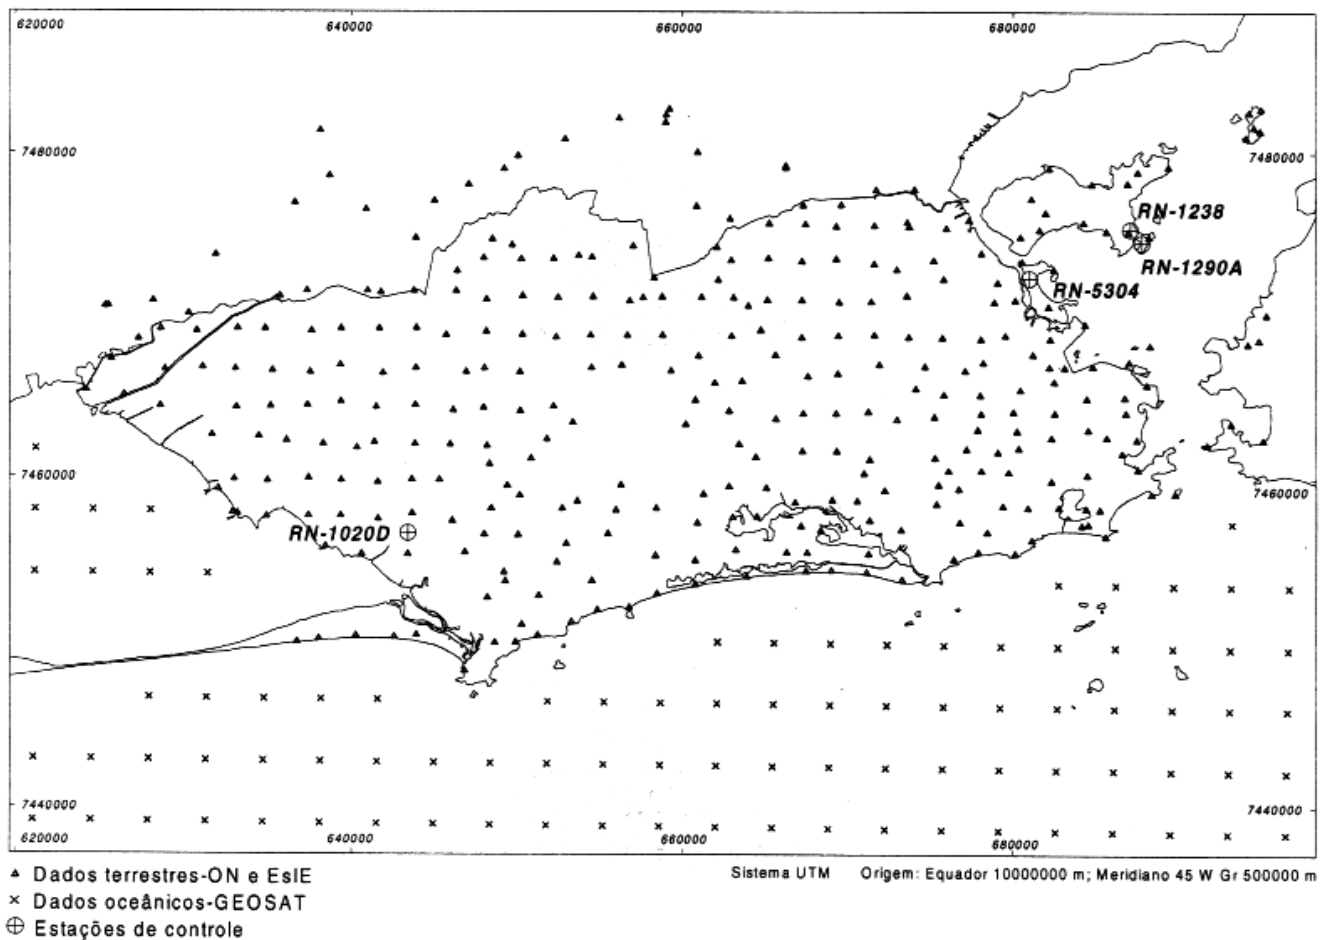 620000
640000
660000
680000
7480000
7480000
RN-1238
RN-1290A
RN-5304
7460000
7460000
RN-1020D
7440000
7440000
620000
640000
660000
680000
Dados terrestres-ON e EsIE
Sistema UTM Origem: Equador 10000000 m; Meridiano 45 W Gr 500000 m
Dados oceânicos-GEOSAT
Estações de controle